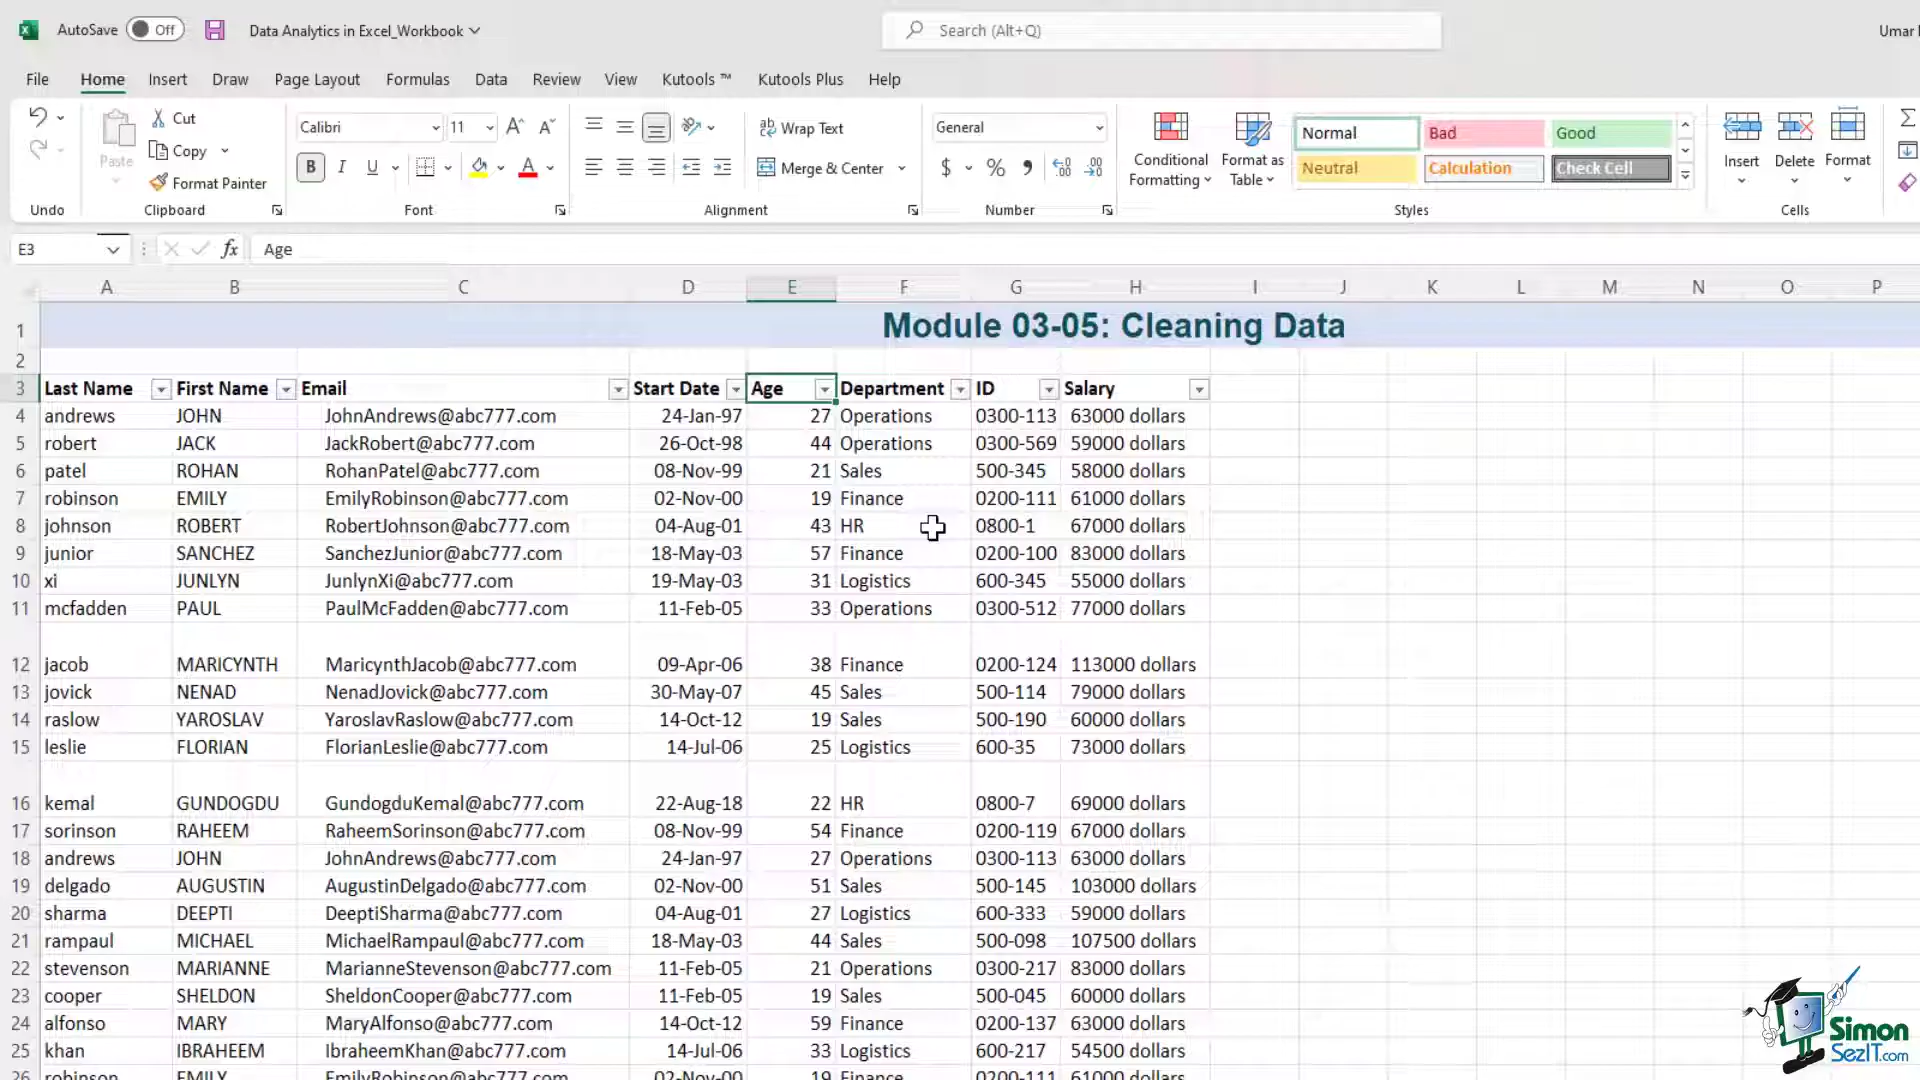 AutoSave Off Data Analytics in Excel_Workbook Search (Alt+Q) Umar
File Home Insert Draw Page Layout Formulas Data Review View Kutools ™ Kutools Plus Help
Paste Cut Copy Format Painter
Calibri 11
B I U A
Wrap Text
Merge & Center
General
$ % ,
Conditional Formatting
Format as Table
Normal Bad Good
Neutral Calculation Check Cell
Insert Delete Format
Undo Clipboard Font Alignment Number Styles Cells
E3 fx Age
A B C D E F G H I J K L M N O P
1 Module 03-05: Cleaning Data
2
3 Last Name First Name Email Start Date Age Department ID Salary
4 andrews JOHN JohnAndrews@abc777.com 24-Jan-97 27 Operations 0300-113 63000 dollars
5 robert JACK JackRobert@abc777.com 26-Oct-98 44 Operations 0300-569 59000 dollars
6 patel ROHAN RohanPatel@abc777.com 08-Nov-99 21 Sales 500-345 58000 dollars
7 robinson EMILY EmilyRobinson@abc777.com 02-Nov-00 19 Finance 0200-111 61000 dollars
8 johnson ROBERT RobertJohnson@abc777.com 04-Aug-01 43 HR 0800-1 67000 dollars
9 junior SANCHEZ SanchezJunior@abc777.com 18-May-03 57 Finance 0200-100 83000 dollars
10 xi JUNLYN JunlynXi@abc777.com 19-May-03 31 Logistics 600-345 55000 dollars
11 mcfadden PAUL PaulMcFadden@abc777.com 11-Feb-05 33 Operations 0300-512 77000 dollars
12 jacob MARICYNTH MaricynthJacob@abc777.com 09-Apr-06 38 Finance 0200-124 113000 dollars
13 jovick NENAD NenadJovick@abc777.com 30-May-07 45 Sales 500-114 79000 dollars
14 raslow YAROSLAV YaroslavRaslow@abc777.com 14-Oct-12 19 Sales 500-190 60000 dollars
15 leslie FLORIAN FlorianLeslie@abc777.com 14-Jul-06 25 Logistics 600-35 73000 dollars
16 kemal GUNDOGDU GundogduKemal@abc777.com 22-Aug-18 22 HR 0800-7 69000 dollars
17 sorinson RAHEEM RaheemSorinson@abc777.com 08-Nov-99 54 Finance 0200-119 67000 dollars
18 andrews JOHN JohnAndrews@abc777.com 24-Jan-97 27 Operations 0300-113 63000 dollars
19 delgado AUGUSTIN AugustinDelgado@abc777.com 02-Nov-00 51 Sales 500-145 103000 dollars
20 sharma DEEPTI DeeptiSharma@abc777.com 04-Aug-01 27 Logistics 600-333 59000 dollars
21 rampaul MICHAEL MichaelRampaul@abc777.com 18-May-03 44 Sales 500-098 107500 dollars
22 stevenson MARIANNE MarianneStevenson@abc777.com 11-Feb-05 21 Operations 0300-217 83000 dollars
23 cooper SHELDON SheldonCooper@abc777.com 11-Feb-05 19 Sales 500-045 60000 dollars
24 alfonso MARY MaryAlfonso@abc777.com 14-Oct-12 59 Finance 0200-137 63000 dollars
25 khan IBRAHEEM IbraheemKhan@abc777.com 14-Jul-06 33 Logistics 600-217 54500 dollars
26 robinson EMILY EmilyRobinson@abc777.com 02-Nov-00 19 Finance 0200-111 61000 dollars
Simon
SezIT.com